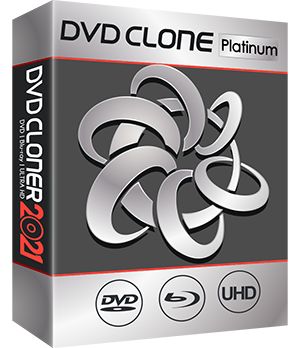 DVD CLONE Platinum
DVD CLONER 2021
DVD | Blu-ray | ULTRA HD
DVD
UHD